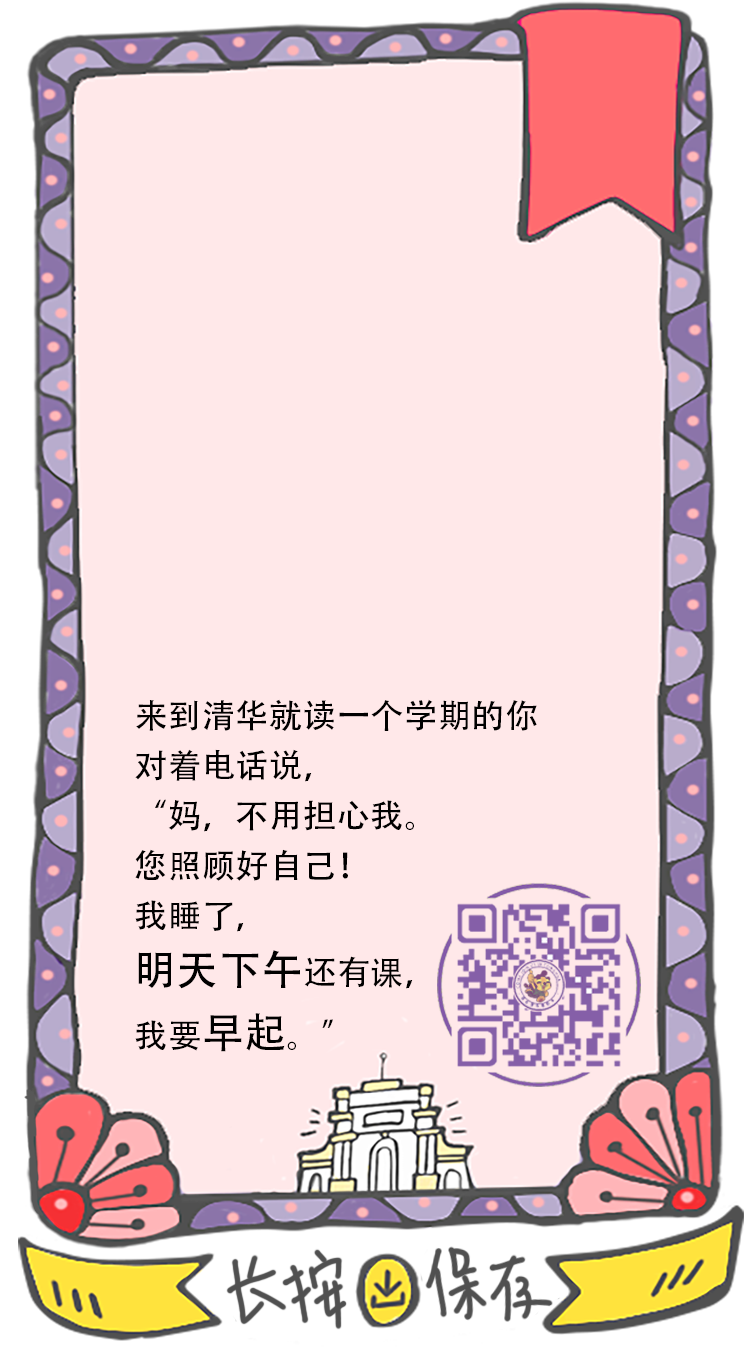 来到清华就读一个学期的你
对着电话说,
“妈, 不用担心我。
您照顾好自己!
我睡了,
明天下午还有课,
我要早起。”
长按保存